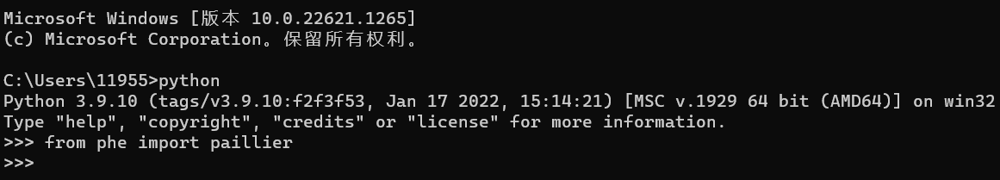 Microsoft Windows [版本 10.0.22621.1265]
(c) Microsoft Corporation。保留所有权利。
C:\Users\11955>python
Python 3.9.10 (tags/v3.9.10:f2f3f53, Jan 17 2022, 15:14:21) [MSC v.1929 64 bit (AMD64)] on win32
Type "help", "copyright", "credits" or "license" for more information.
>>> from phe import paillier
>>>